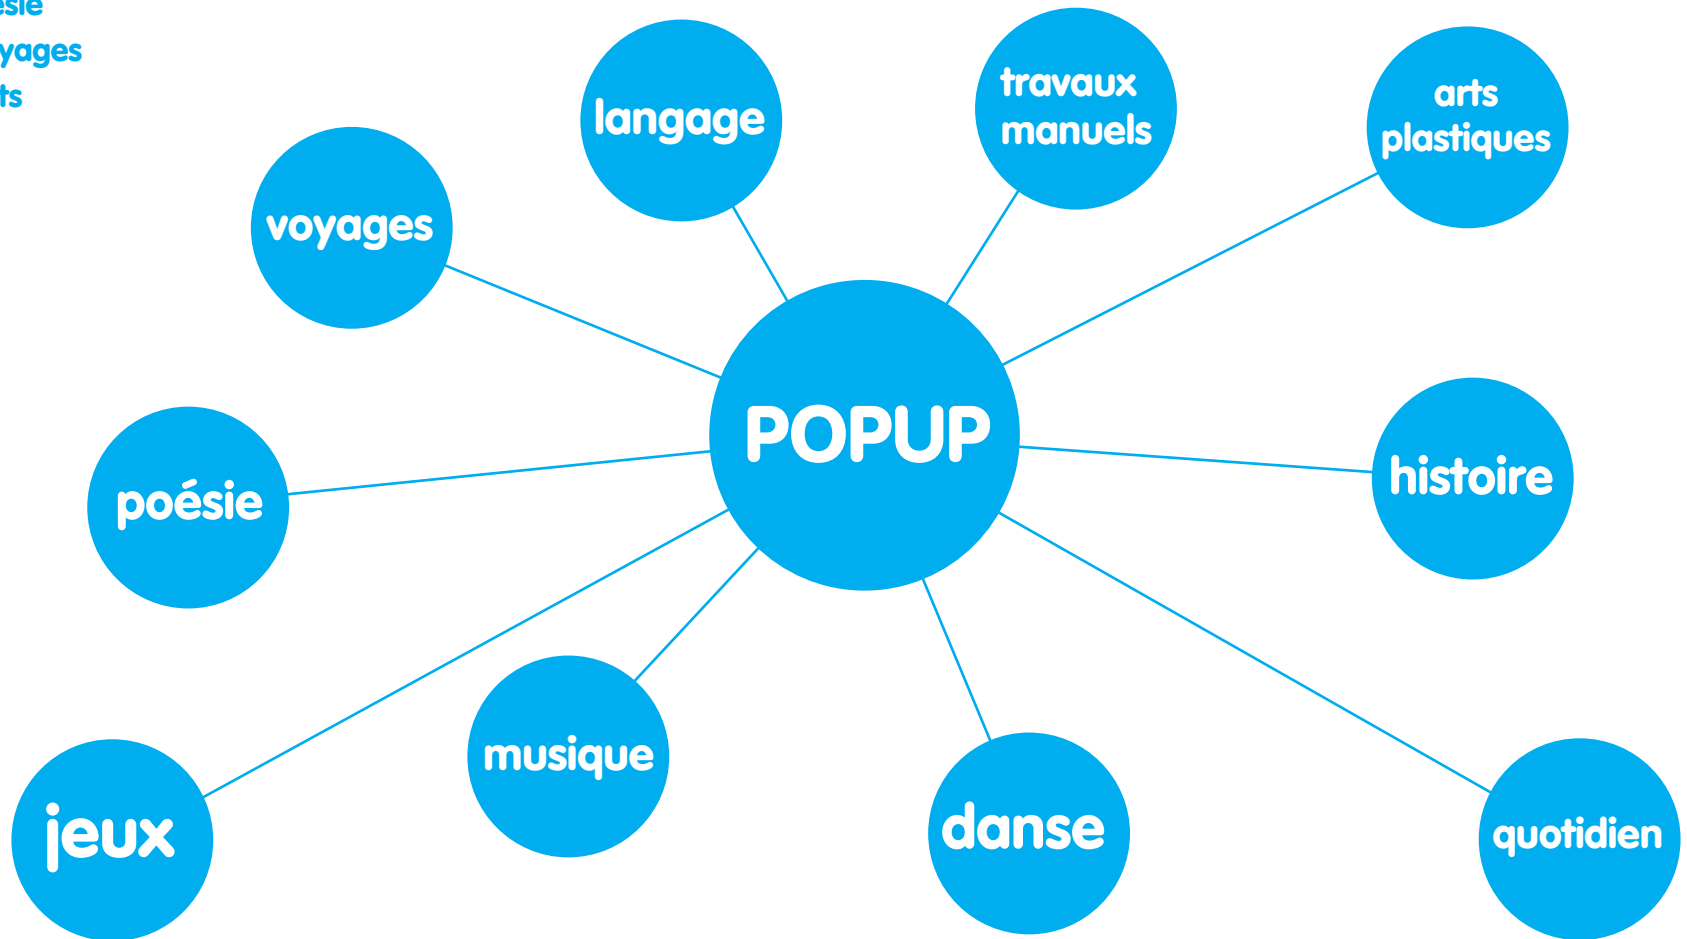 voyages
langage
travaux
manuels
arts
plastiques
POPUP
poésie
histoire
jeux
musique
danse
quotidien